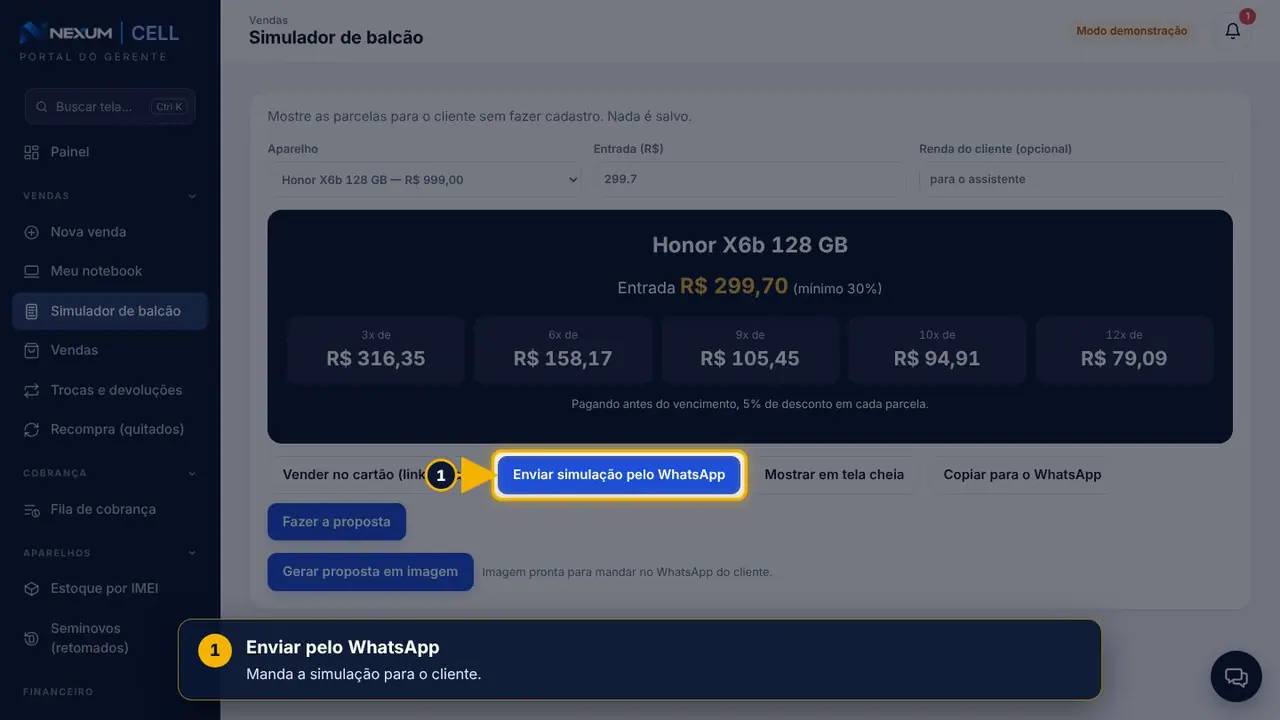 NEXUM | CELL
PORTAL DO GERENTE
Buscar tela... Ctrl K
Painel
VENDAS
Nova venda
Meu notebook
Simulador de balcão
Vendas
Trocas e devoluções
Recompra (quitados)
COBRANÇA
Fila de cobrança
APARELHOS
Estoque por IMEI
Seminovos
(retomados)
FINANCEIRO
Vendas
Simulador de balcão
Modo demonstração
1
Mostre as parcelas para o cliente sem fazer cadastro. Nada é salvo.
Aparelho
Entrada (R$)
Renda do cliente (opcional)
Honor X6b 128 GB — R$ 999,00
299.7
para o assistente
Honor X6b 128 GB
Entrada R$ 299,70 (mínimo 30%)
3x de
R$ 316,35
6x de
R$ 158,17
9x de
R$ 105,45
10x de
R$ 94,91
12x de
R$ 79,09
Pagando antes do vencimento, 5% de desconto em cada parcela.
Vender no cartão (link
1
Enviar simulação pelo WhatsApp
Mostrar em tela cheia
Copiar para o WhatsApp
Fazer a proposta
Gerar proposta em imagem
Imagem pronta para mandar no WhatsApp do cliente.
1
Enviar pelo WhatsApp
Manda a simulação para o cliente.